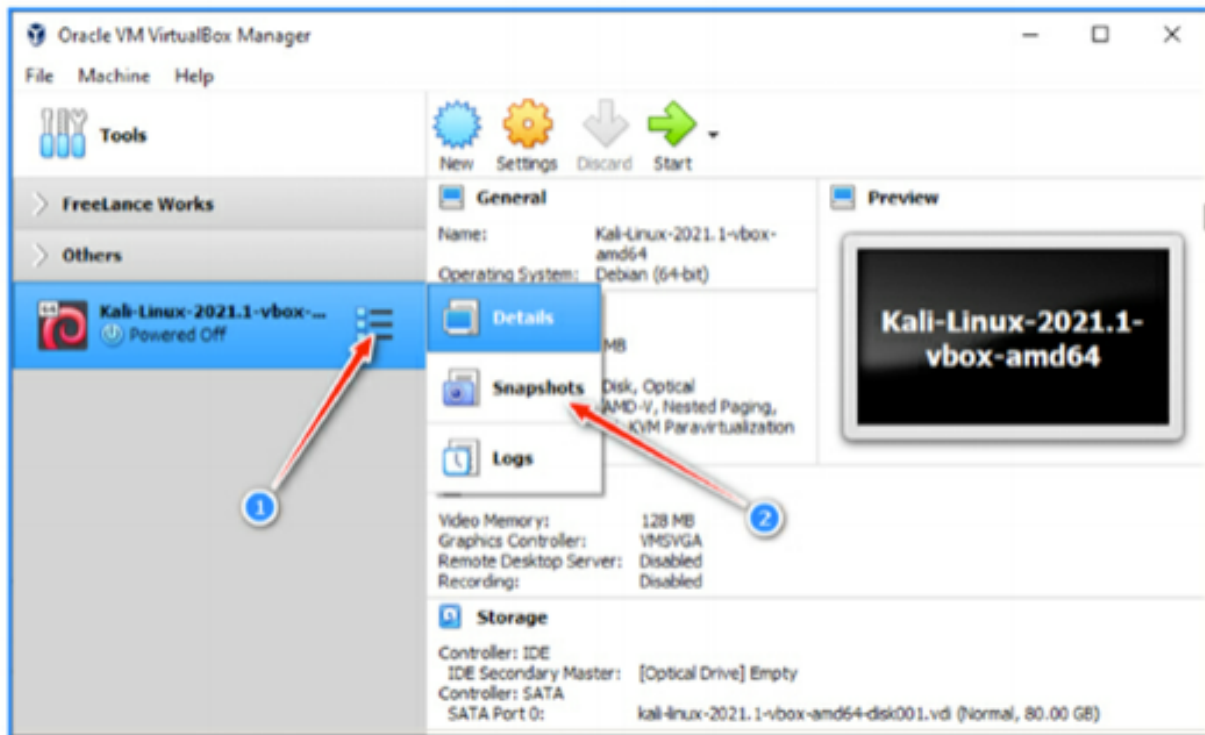 Oracle VM VirtualBox Manager
File Machine Help
Tools
New Settings Discard Start
FreeLance Works
Others
64
Kali-Linux-2021.1-vbox-...
Powered Off
1
General
Name: Kali-Linux-2021.1-vbox-
amd64
Operating System: Debian (64-bit)
Preview
Kali-Linux-2021.1-
vbox-amd64
Details
MB
Snapshots
Disk, Optical
AMD-V, Nested Paging,
KVM Paravirtualization
Logs
2
Video Memory: 128 MB
Graphics Controller: VMSVGA
Remote Desktop Server: Disabled
Recording: Disabled
Storage
Controller: IDE
IDE Secondary Master: [Optical Drive] Empty
Controller: SATA
SATA Port 0: kali-linux-2021.1-vbox-amd64-disk001.vdi (Normal, 80.00 GB)